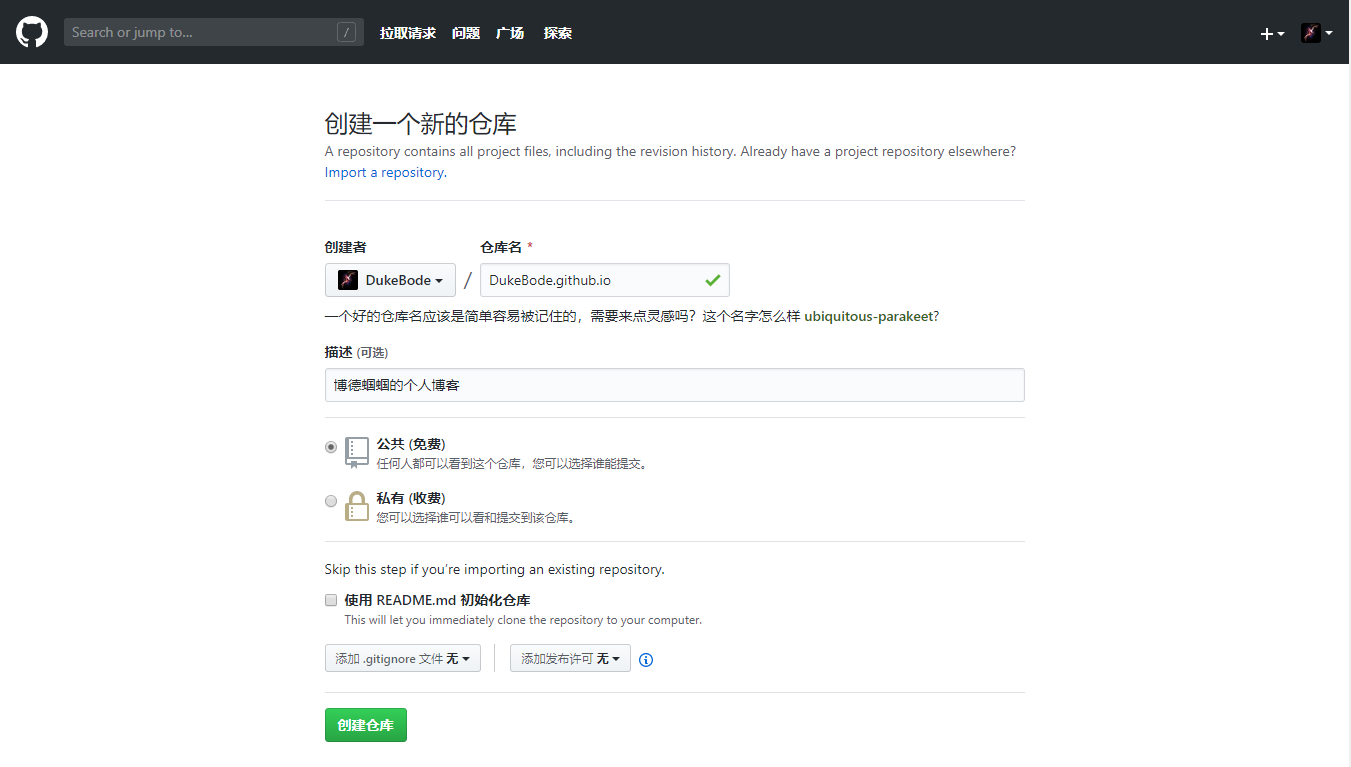 Search or jump to... / 拉取请求 问题 广场 探索
创建一个新的仓库
A repository contains all project files, including the revision history. Already have a project repository elsewhere?
Import a repository.
创建者 仓库名 *
DukeBode / DukeBode.github.io
一个好的仓库名应该是简单容易被记住的，需要来点灵感吗？这个名字怎么样 ubiquitous-parakeet?
描述 (可选)
博德蝈蝈的个人博客
公共 (免费)
任何人都可以看到这个仓库，您可以选择谁能提交。
私有 (收费)
您可以选择谁可以看和提交到该仓库。
Skip this step if you’re importing an existing repository.
使用 README.md 初始化仓库
This will let you immediately clone the repository to your computer.
添加 .gitignore 文件 无 添加发布许可 无
创建仓库